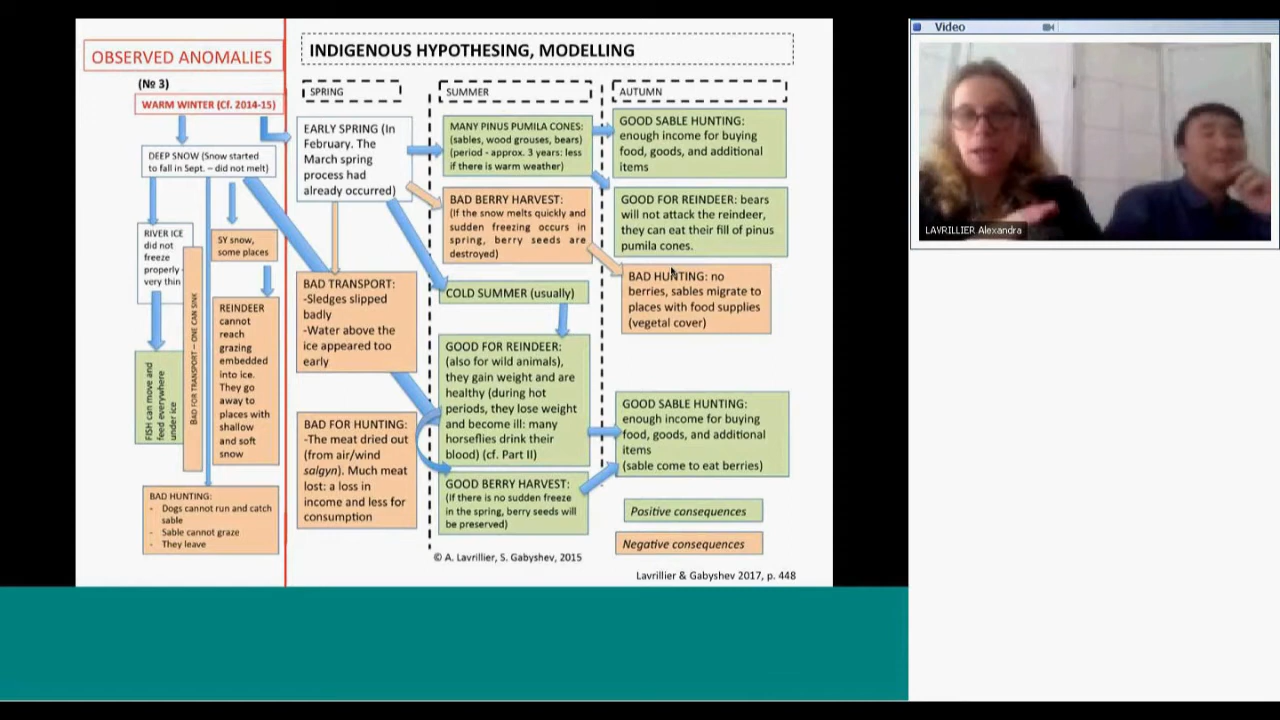 OBSERVED ANOMALIES
(№ 3)
WARM WINTER (Cf. 2014-15)
DEEP SNOW (Snow started
to fall in Sept. – did not melt)
RIVER ICE
did not
freeze
properly -
very thin
FISH can move and
feed everywhere
under ice
BAD FOR TRANSPORT – ONE CAN SINK
SY snow,
some places
REINDEER
cannot
reach
grazing
embedded
into ice.
They go
away to
places with
shallow
and soft
snow
BAD HUNTING:
- Dogs cannot run and catch
sable
- Sable cannot graze
- They leave
INDIGENOUS HYPOTHESING, MODELLING
SPRING
EARLY SPRING (In
February. The
March spring
process had
already occurred)
BAD TRANSPORT:
-Sledges slipped
badly
-Water above the
ice appeared too
early
BAD FOR HUNTING:
-The meat dried out
(from air/wind
salgyn). Much meat
lost: a loss in
income and less for
consumption
SUMMER
MANY PINUS PUMILA CONES:
(sables, wood grouses, bears)
(period - approx. 3 years: less
if there is warm weather)
BAD BERRY HARVEST:
(If the snow melts quickly and
sudden freezing occurs in
spring, berry seeds are
destroyed)
COLD SUMMER (usually)
GOOD FOR REINDEER:
(also for wild animals),
they gain weight and are
healthy (during hot
periods, they lose weight
and become ill: many
horseflies drink their
blood) (cf. Part II)
GOOD BERRY HARVEST:
(If there is no sudden freeze
in the spring, berry seeds will
be preserved)
© A. Lavrillier, S. Gabyshev, 2015
AUTUMN
GOOD SABLE HUNTING:
enough income for buying
food, goods, and additional
items
GOOD FOR REINDEER: bears
will not attack the reindeer,
they can eat their fill of pinus
pumila cones.
BAD HUNTING: no
berries, sables migrate to
places with food supplies
(vegetal cover)
GOOD SABLE HUNTING:
enough income for buying
food, goods, and additional
items
(sable come to eat berries)
Positive consequences
Negative consequences
Lavrillier & Gabyshev 2017, p. 448
Video
LAVRILLIER Alexandra